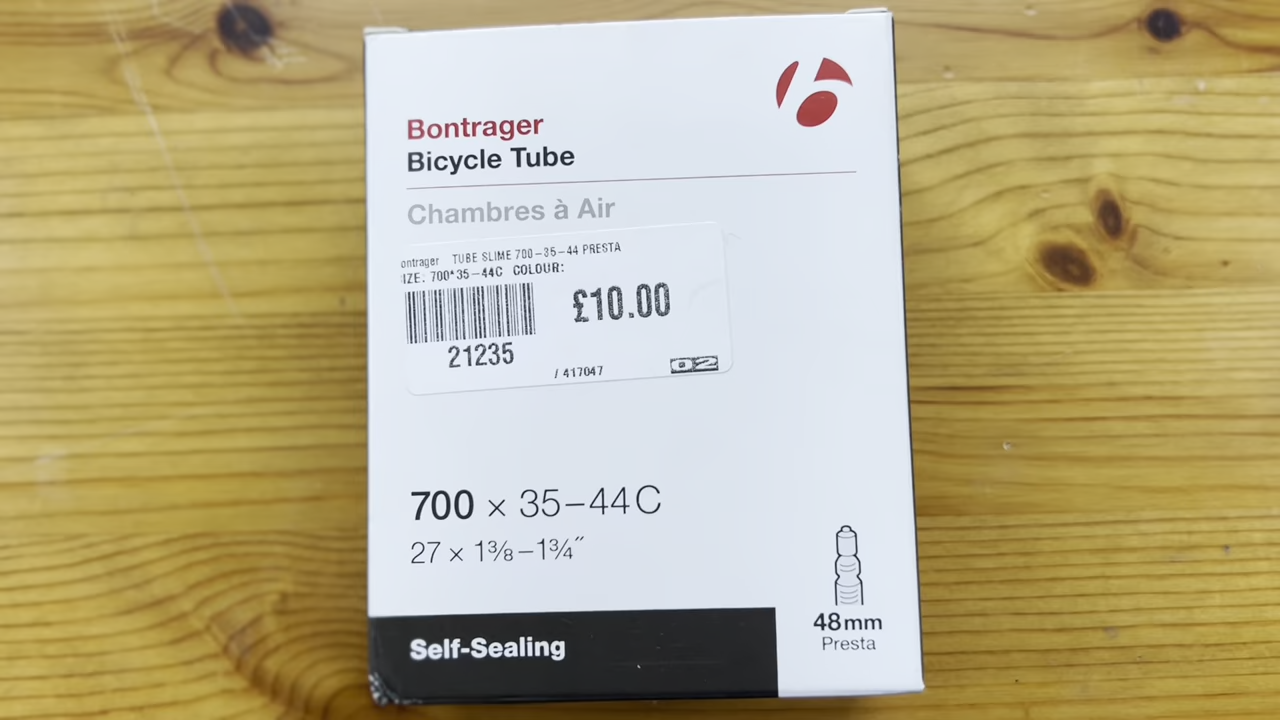 Bontrager
Bicycle Tube
Chambres à Air
ontrager TUBE SLIME 700-35-44 PRESTA
IZE: 700*35-44C COLOUR:
£10.00
21235
/ 417047
02
700 × 35–44C
27 × 1⅜–1¾″
48mm
Presta
Self-Sealing